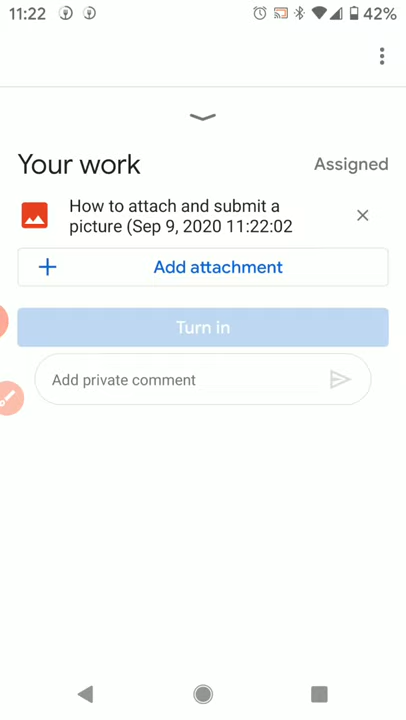 11:22
42%
Your work
Assigned
How to attach and submit a
picture (Sep 9, 2020 11:22:02
Add attachment
Turn in
Add private comment